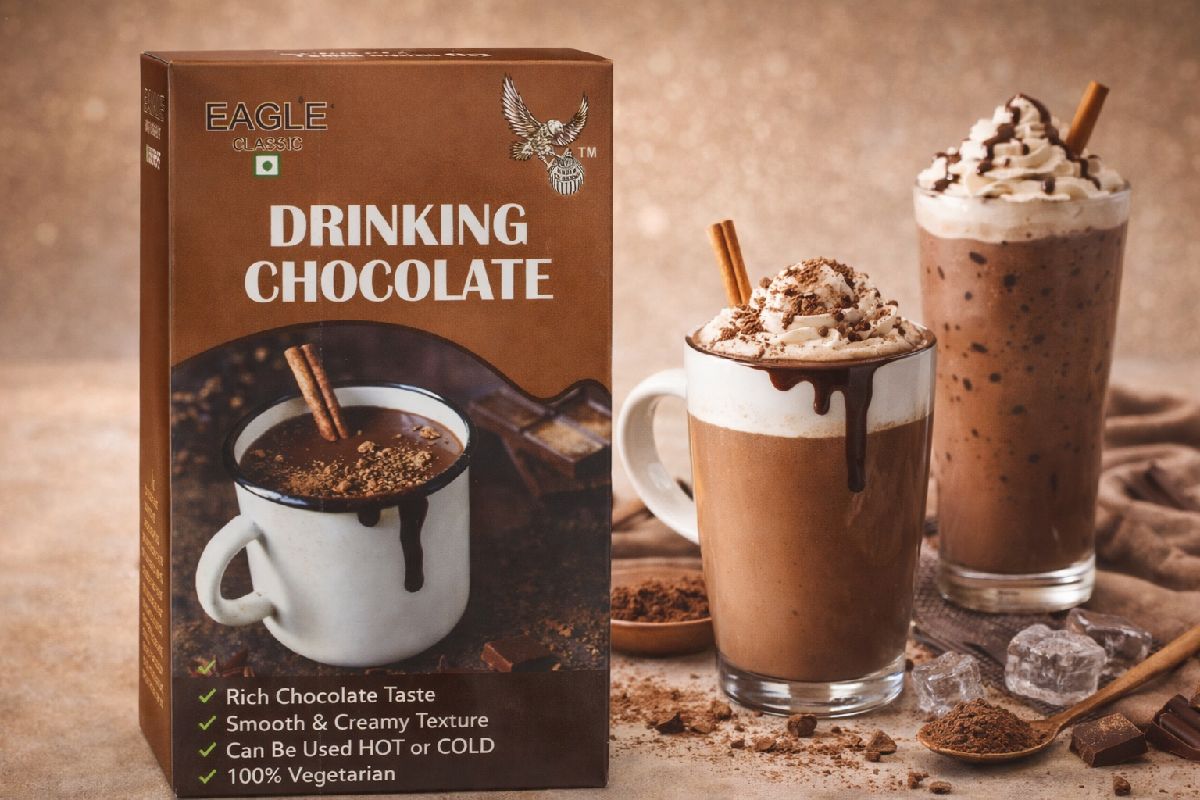 EAGLE
CLASSIC
TM
DRINKING
CHOCOLATE
Rich Chocolate Taste
Smooth & Creamy Texture
Can Be Used HOT or COLD
100% Vegetarian